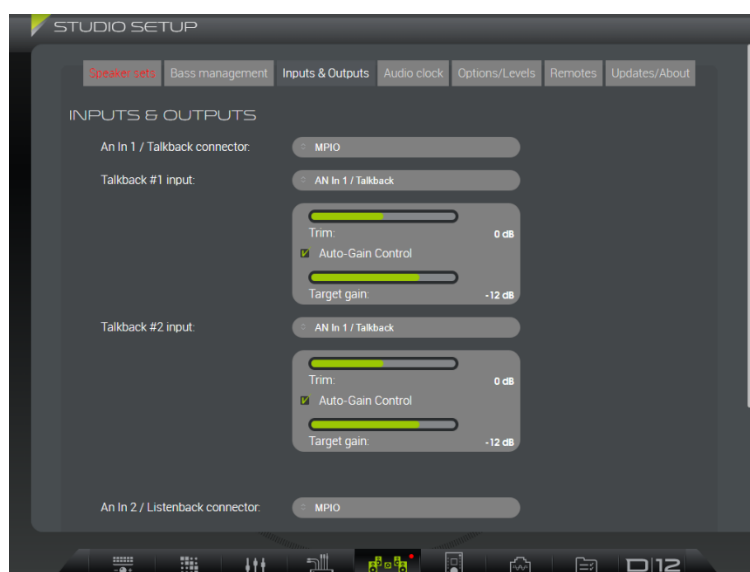 STUDIO SETUP
Speaker sets Bass management Inputs & Outputs Audio clock Options/Levels Remotes Updates/About
INPUTS & OUTPUTS
An In 1 / Talkback connector: MPIO
Talkback #1 input: AN In 1 / Talkback
Trim: 0 dB
Auto-Gain Control
Target gain: -12 dB
Talkback #2 input: AN In 1 / Talkback
Trim: 0 dB
Auto-Gain Control
Target gain: -12 dB
An In 2 / Listenback connector: MPIO
D|12